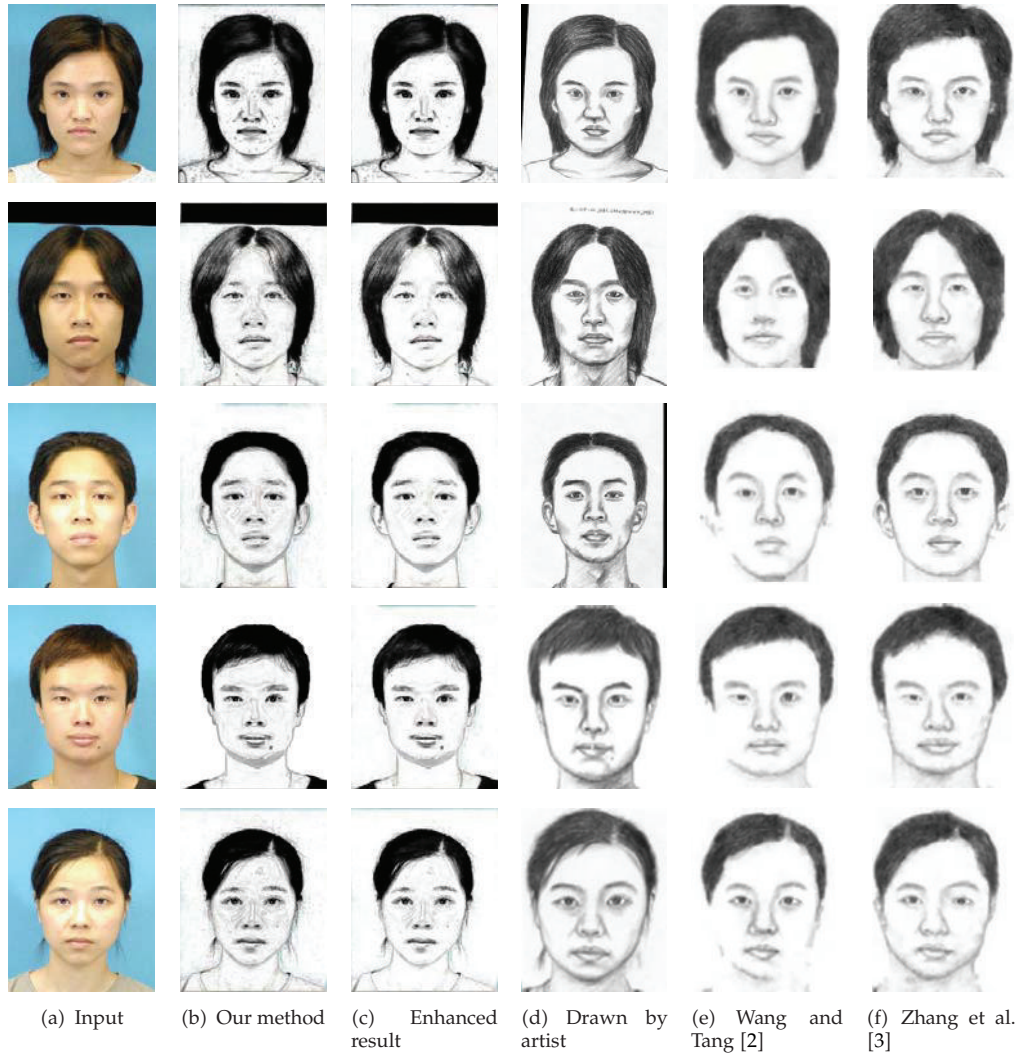 (a) Input
(b) Our method
(c) Enhanced
result
(d) Drawn by
artist
(e) Wang and
Tang [2]
(f) Zhang et al.
[3]